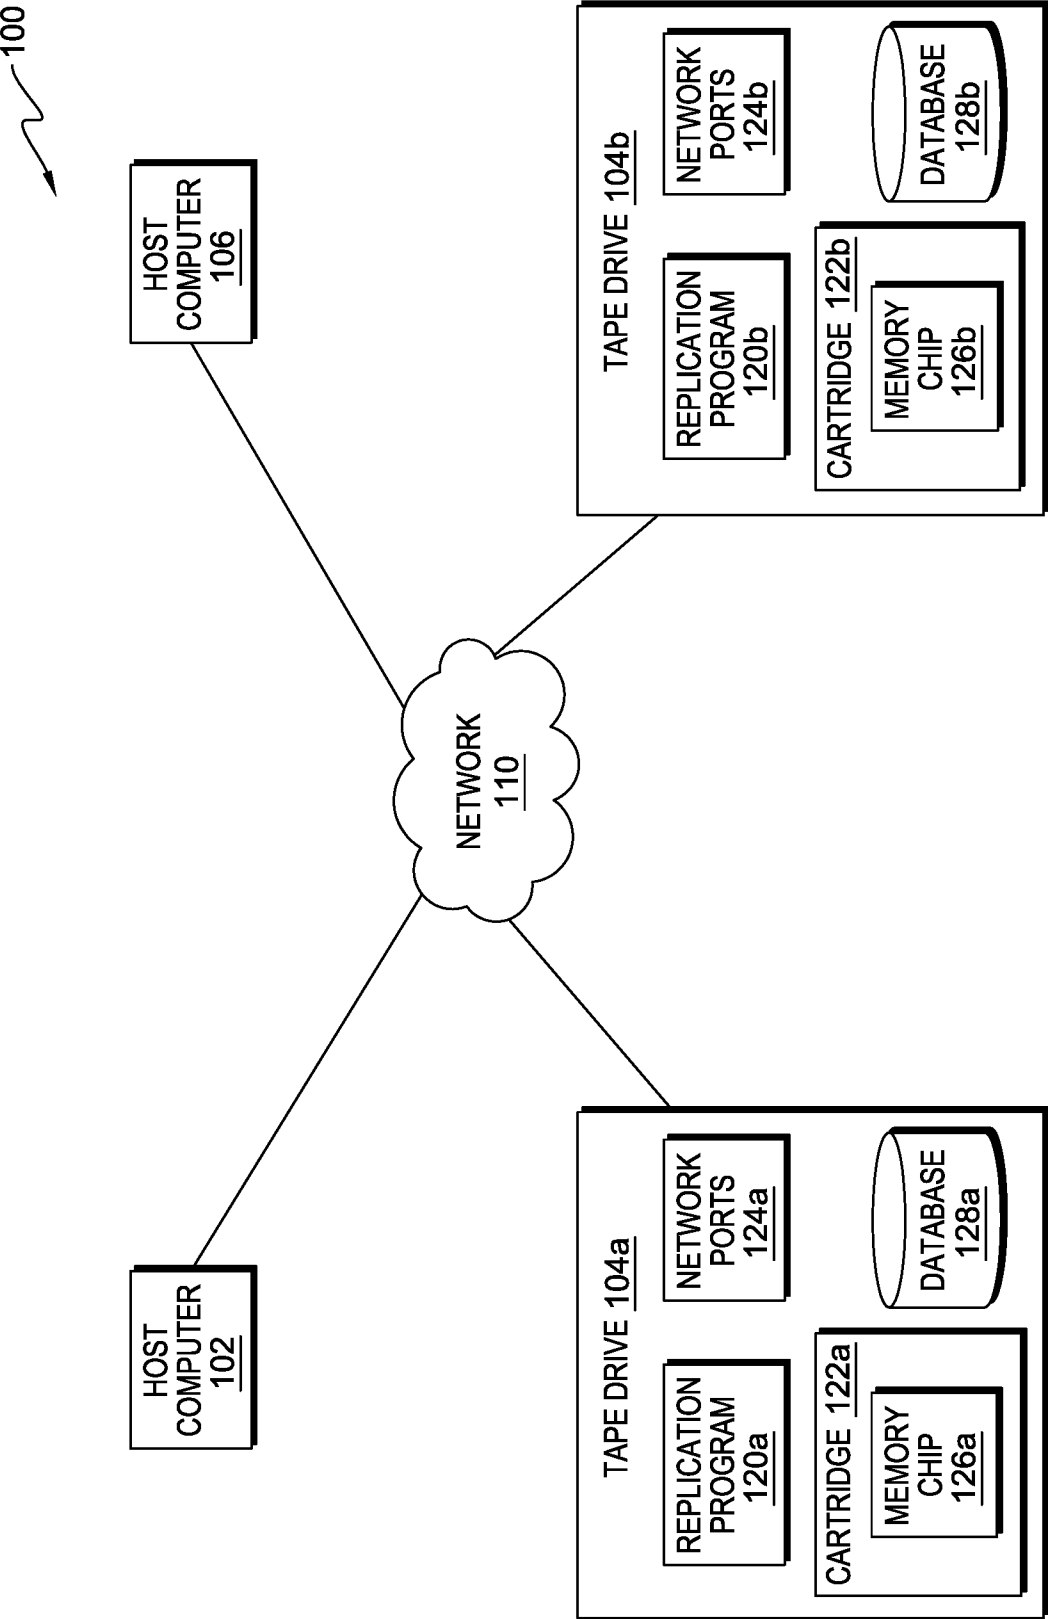 100
HOST
COMPUTER
102
HOST
COMPUTER
106
NETWORK
110
TAPE DRIVE 104a
REPLICATION
PROGRAM
120a
NETWORK
PORTS
124a
CARTRIDGE 122a
MEMORY
CHIP
126a
DATABASE
128a
TAPE DRIVE 104b
REPLICATION
PROGRAM
120b
NETWORK
PORTS
124b
CARTRIDGE 122b
MEMORY
CHIP
126b
DATABASE
128b